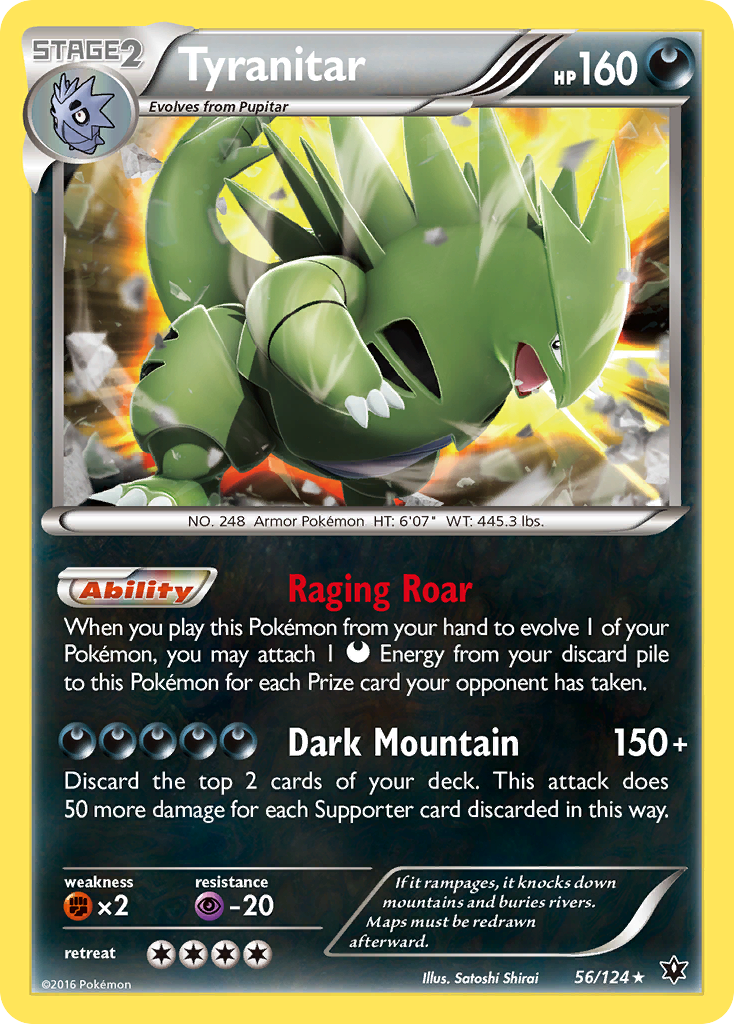 STAGE2
Tyranitar
HP160
Evolves from Pupitar
NO. 248 Armor Pokémon HT: 6'07" WT: 445.3 lbs.
Ability Raging Roar
When you play this Pokémon from your hand to evolve 1 of your
Pokémon, you may attach 1 Energy from your discard pile
to this Pokémon for each Prize card your opponent has taken.
Dark Mountain 150+
Discard the top 2 cards of your deck. This attack does
50 more damage for each Supporter card discarded in this way.
weakness resistance
×2 -20
retreat
If it rampages, it knocks down
mountains and buries rivers.
Maps must be redrawn
afterward.
©2016 Pokémon
Illus. Satoshi Shirai
56/124 ★